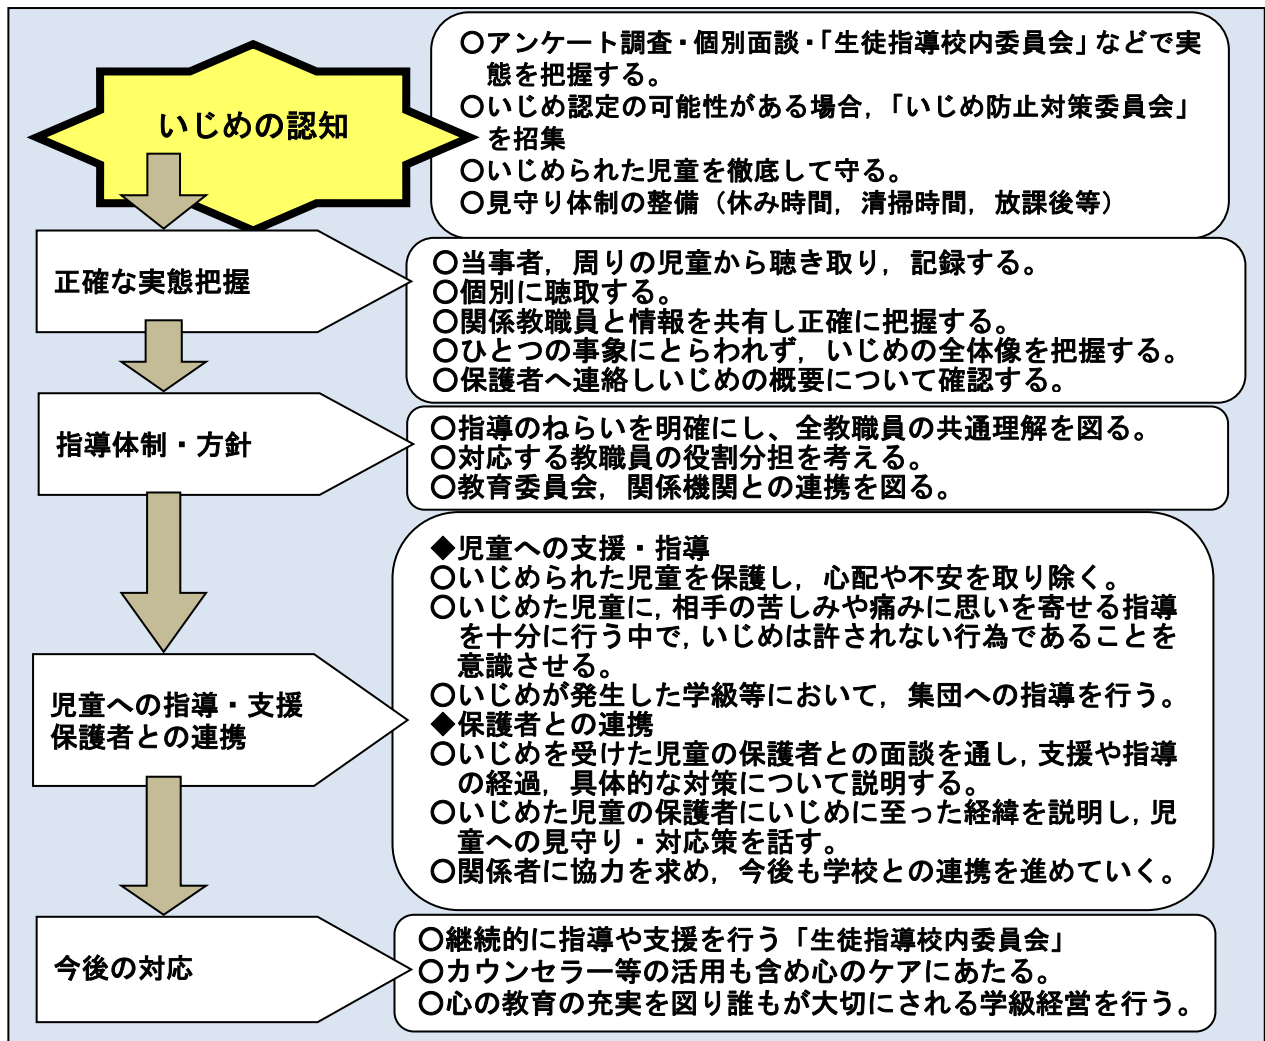 いじめの認知
〇アンケート調査・個別面談・「生徒指導校内委員会」などで実
態を把握する。
〇いじめ認定の可能性がある場合，「いじめ防止対策委員会」
を招集
〇いじめられた児童を徹底して守る。
〇見守り体制の整備（休み時間，清掃時間，放課後等）
正確な実態把握
〇当事者，周りの児童から聴き取り，記録する。
〇個別に聴取する。
〇関係教職員と情報を共有し正確に把握する。
〇ひとつの事象にとらわれず，いじめの全体像を把握する。
〇保護者へ連絡しいじめの概要について確認する。
指導体制・方針
〇指導のねらいを明確にし、全教職員の共通理解を図る。
〇対応する教職員の役割分担を考える。
〇教育委員会，関係機関との連携を図る。
児童への指導・支援
保護者との連携
◆児童への支援・指導
〇いじめられた児童を保護し，心配や不安を取り除く。
〇いじめた児童に，相手の苦しみや痛みに思いを寄せる指導
を十分に行う中で，いじめは許されない行為であることを
意識させる。
〇いじめが発生した学級等において，集団への指導を行う。
◆保護者との連携
〇いじめを受けた児童の保護者との面談を通し，支援や指導
の経過，具体的な対策について説明する。
〇いじめた児童の保護者にいじめに至った経緯を説明し，児
童への見守り・対応策を話す。
〇関係者に協力を求め，今後も学校との連携を進めていく。
今後の対応
〇継続的に指導や支援を行う「生徒指導校内委員会」
〇カウンセラー等の活用も含め心のケアにあたる。
〇心の教育の充実を図り誰もが大切にされる学級経営を行う。